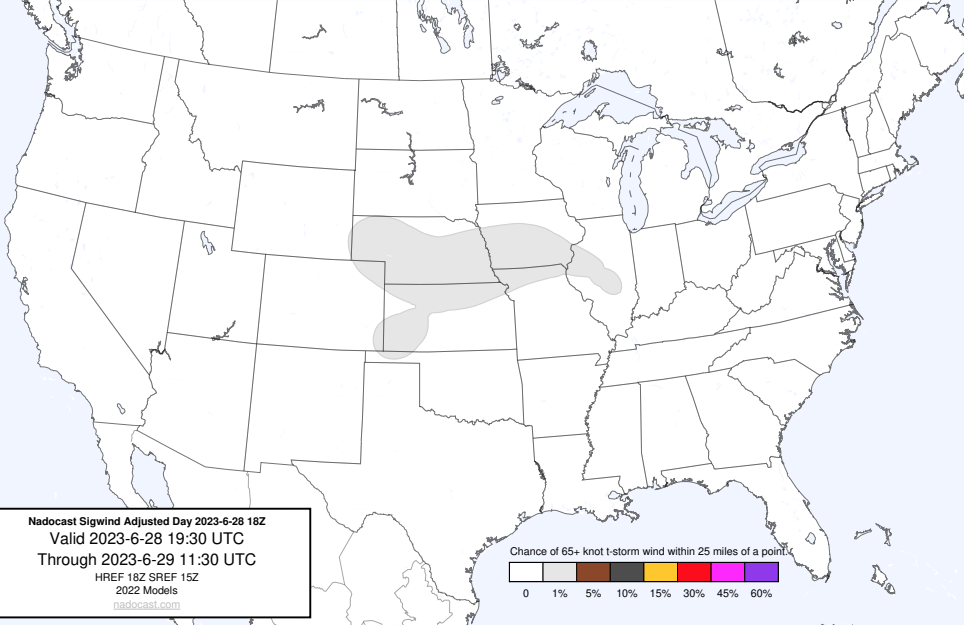 Nadocast Sigwind Adjusted Day 2023-6-28 18Z
Valid 2023-6-28 19:30 UTC
Through 2023-6-29 11:30 UTC
HREF 18Z SREF 15Z
2022 Models
nadocast.com
Chance of 65+ knot t-storm wind within 25 miles of a point.
0 1% 5% 10% 15% 30% 45% 60%